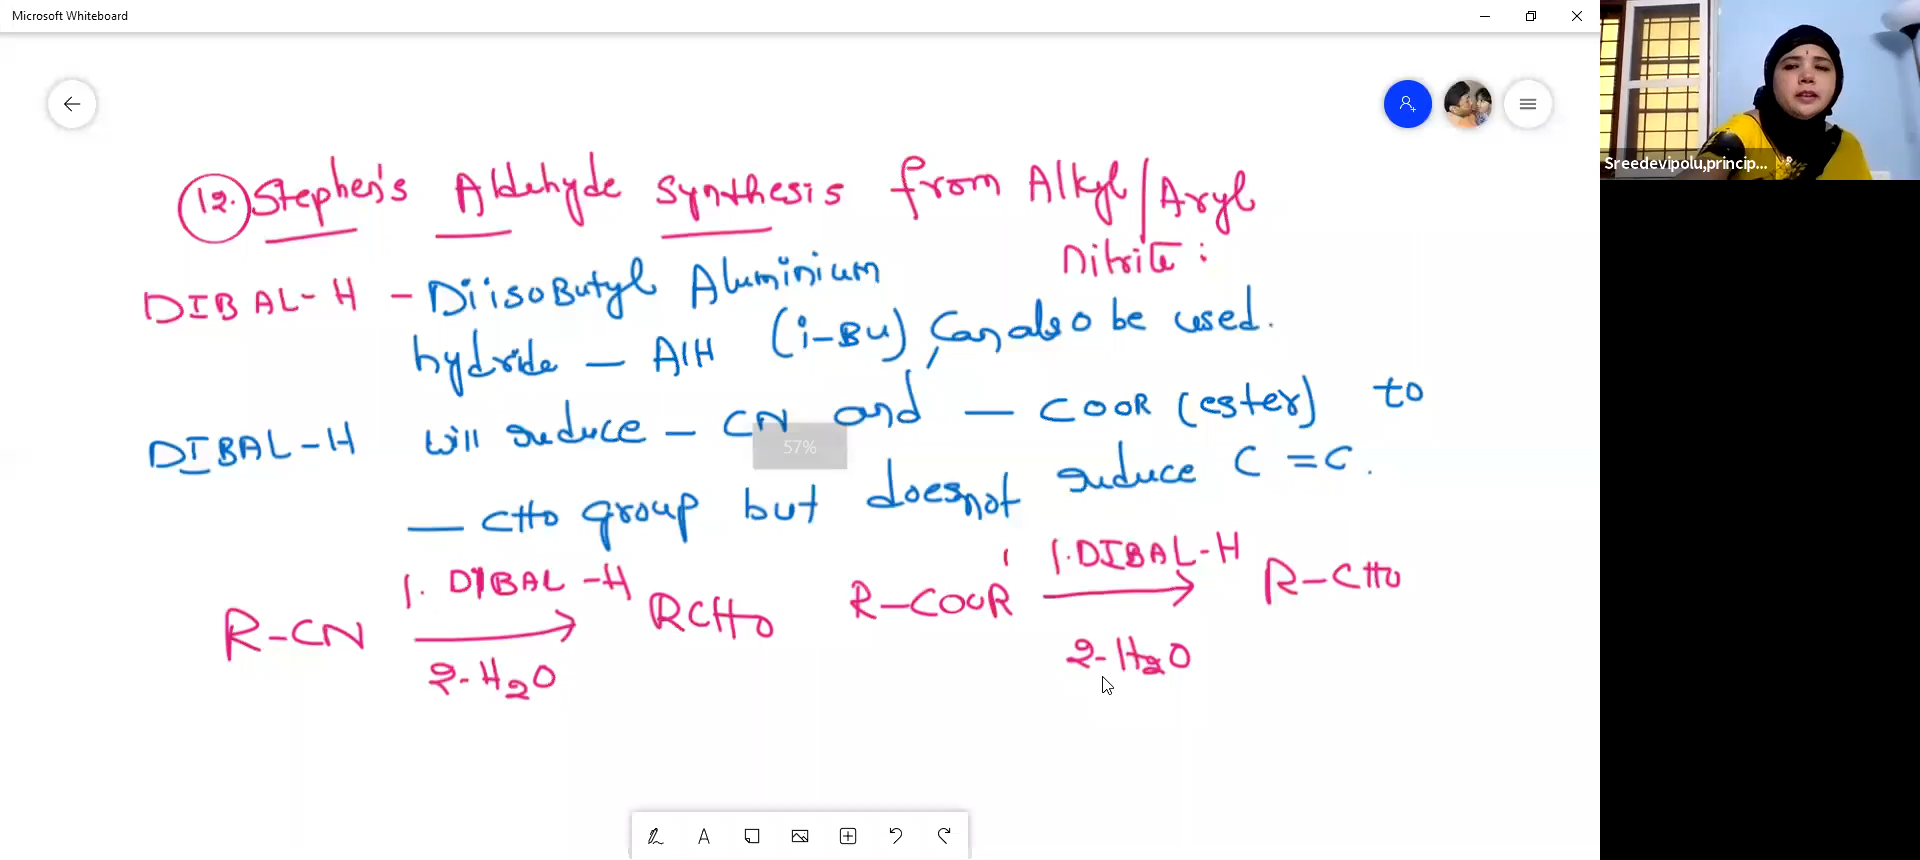 Microsoft Whiteboard
Sreedevipolu,princip...
12. Stephen's Aldehyde synthesis from Alkyl/Aryl
Nitrile :
DIBAL-H - DiisoButyl Aluminium
hydride - AlH (i-Bu), Can also be used.
DIBAL-H will reduce - CN and - COOR (ester) to
57%
- CHO group but doesnot reduce C=C.
R-CN 1. DIBAL-H 2. H2O RCHO
R-COOR' 1. DIBAL-H 2. H2O R-CHO
A